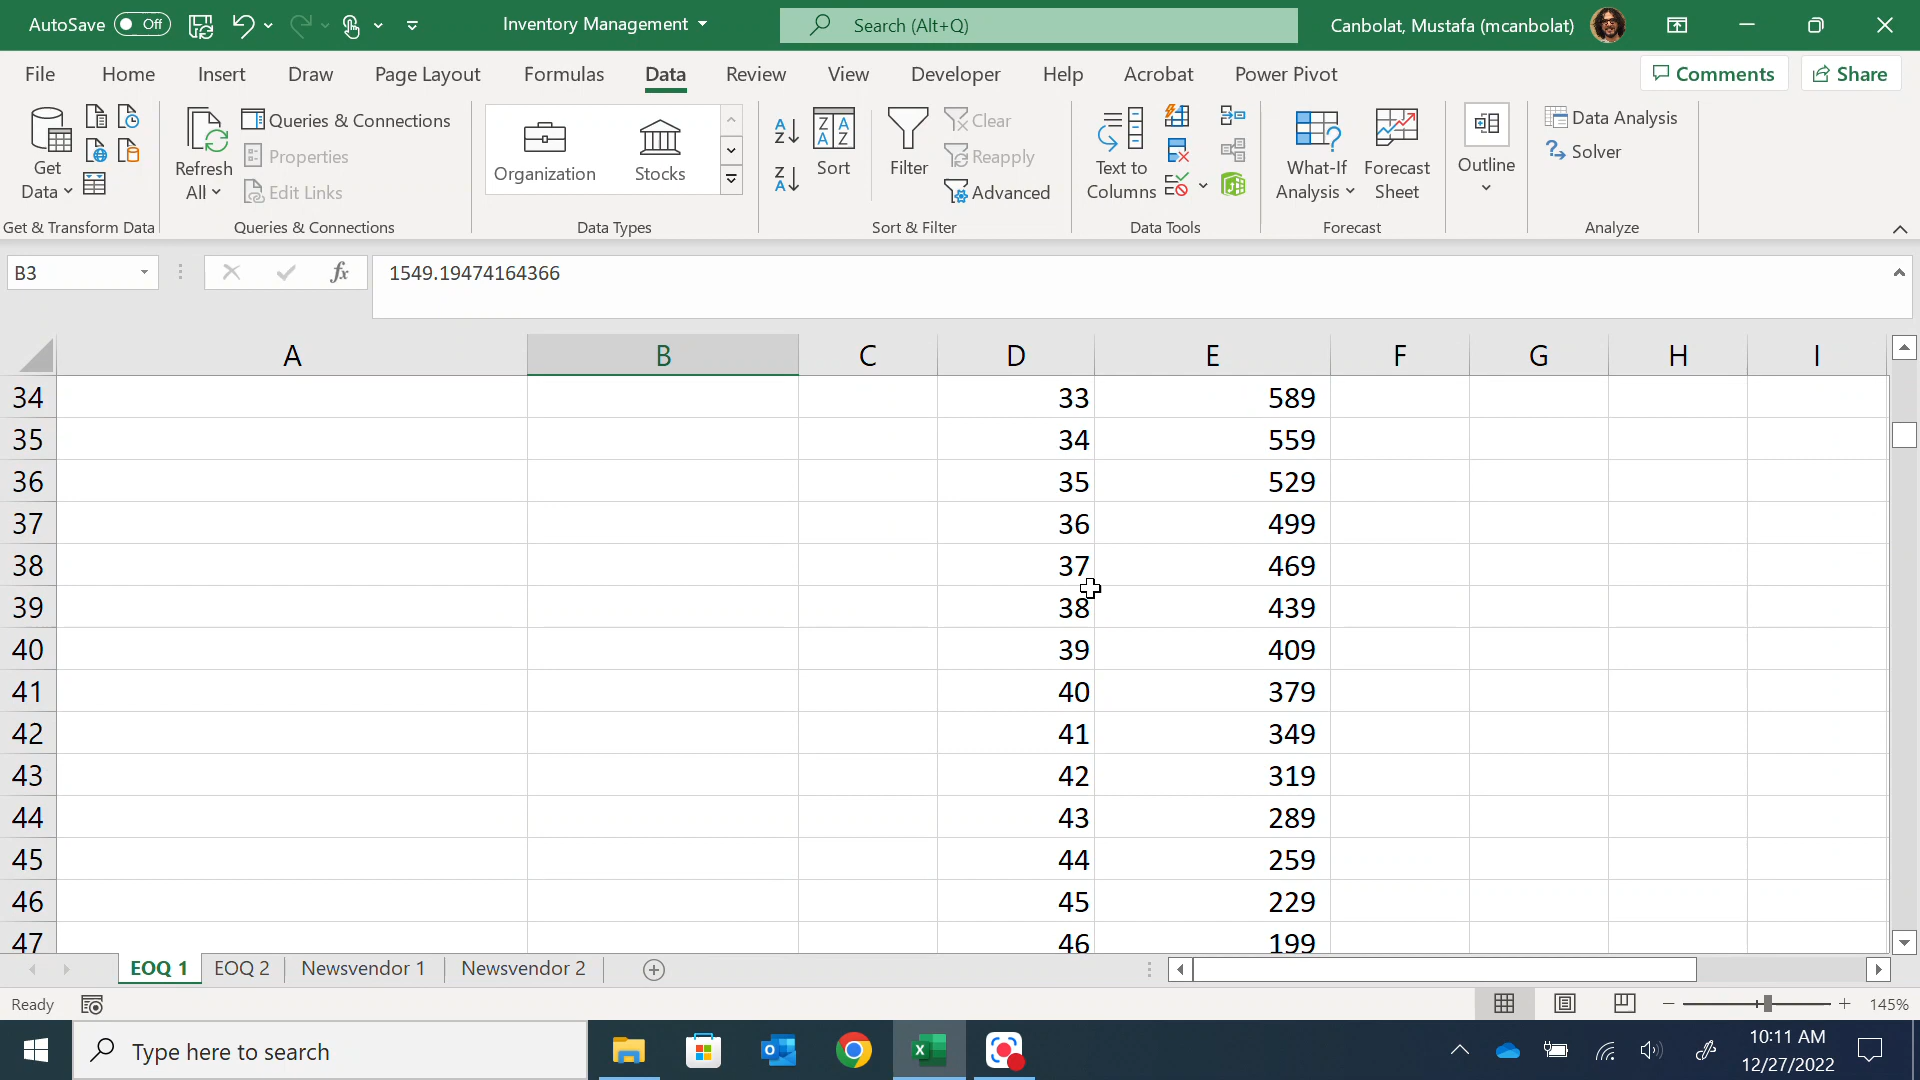 AutoSave Off Inventory Management Search (Alt+Q) Canbolat, Mustafa (mcanbolat)
File Home Insert Draw Page Layout Formulas Data Review View Developer Help Acrobat Power Pivot Comments Share
Get Data
Refresh All
Queries & Connections
Properties
Edit Links
Organization Stocks
Sort
Filter
Clear
Reapply
Advanced
Text to Columns
What-If Analysis
Forecast Sheet
Outline
Data Analysis
Solver
Get & Transform Data Queries & Connections Data Types Sort & Filter Data Tools Forecast Analyze
B3 fx 1549.19474164366
A B C D E F G H I
34 33 589
35 34 559
36 35 529
37 36 499
38 37 469
39 38 439
40 39 409
41 40 379
42 41 349
43 42 319
44 43 289
45 44 259
46 45 229
47 46 199
EOQ 1 EOQ 2 Newsvendor 1 Newsvendor 2
Ready 145%
Type here to search
10:11 AM
12/27/2022